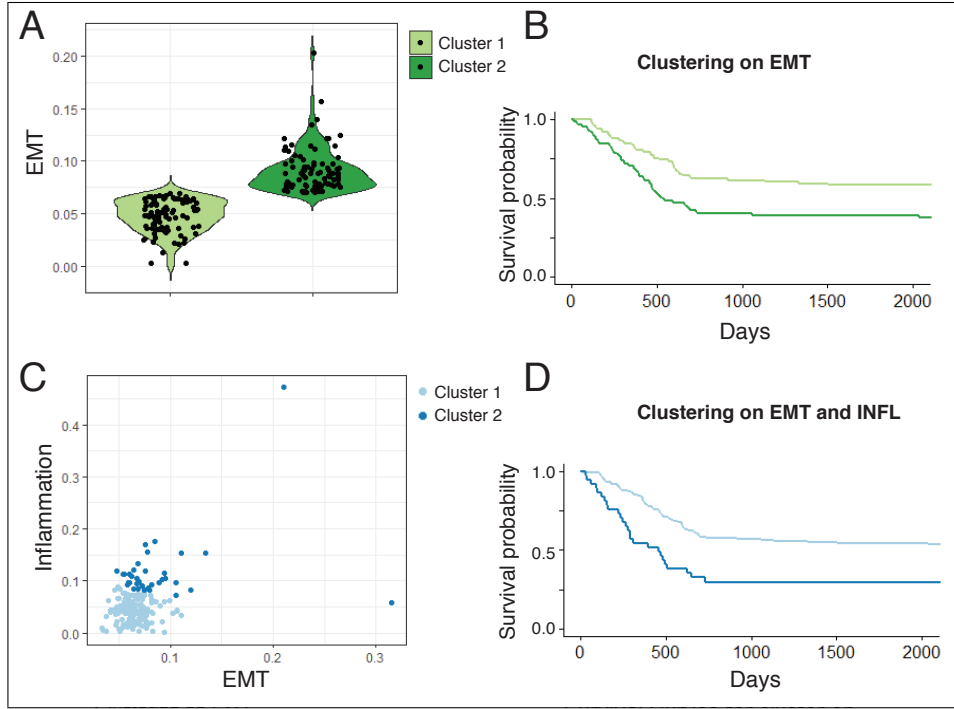 A
EMT
0.20
0.15
0.10
0.05
0.00
Cluster 1
Cluster 2
B
Clustering on EMT
Survival probability
1.0
0.5
0.0
0
500
1000
1500
2000
Days
C
Inflammation
0.4
0.3
0.2
0.1
0.0
0.1
0.2
0.3
EMT
Cluster 1
Cluster 2
D
Clustering on EMT and INFL
Survival probability
1.0
0.5
0.0
0
500
1000
1500
2000
Days